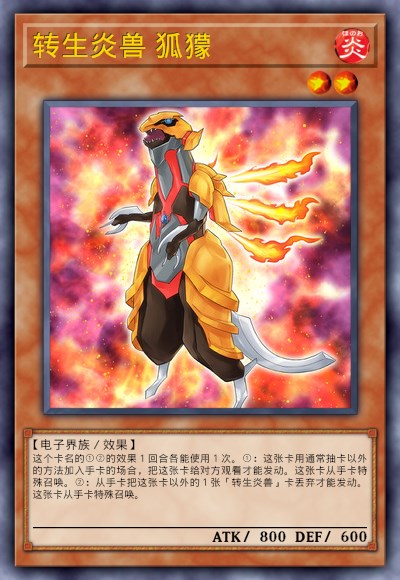 转生炎兽 狐獴
ほのお
炎
【电子界族／效果】
这个卡名的①②的效果1回合各能使用1次。①：这张卡用通常抽卡以外
的方法加入手卡的场合，把这张卡给对方观看才能发动。这张卡从手卡特
殊召唤。②：从手卡把这张卡以外的1张「转生炎兽」卡丢弃才能发动。
这张卡从手卡特殊召唤。
ATK/ 800 DEF/ 600